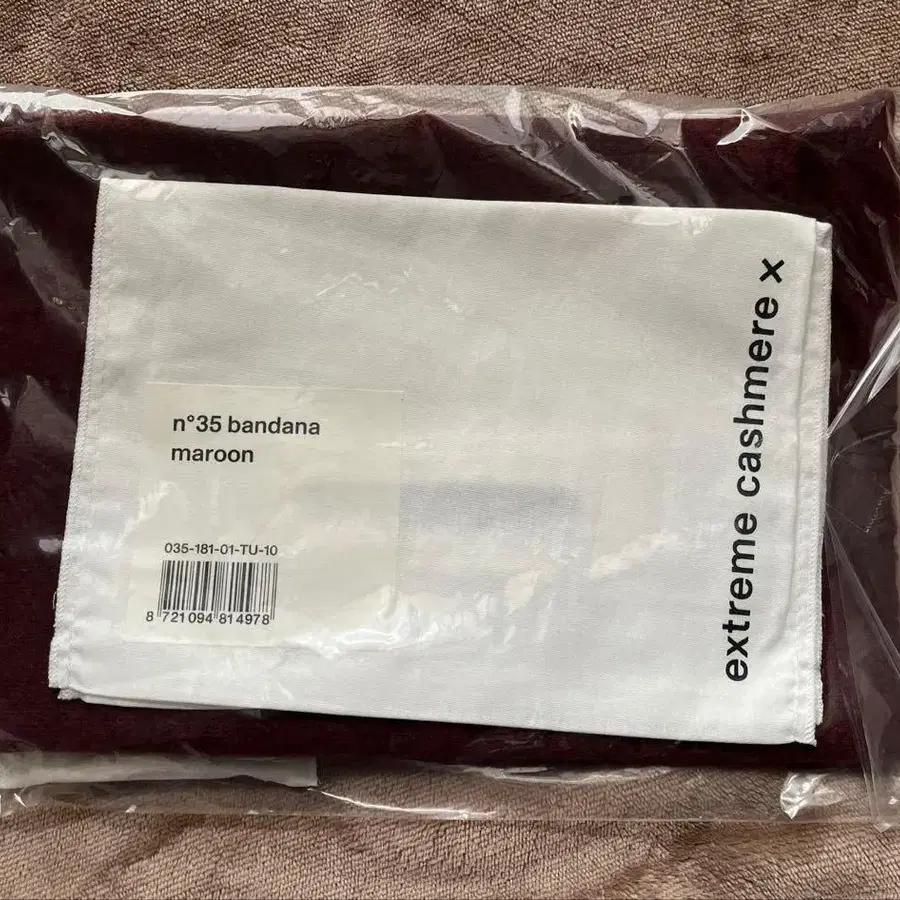 n°35 bandana
maroon
035-181-01-TU-10
8 721094 814978
extreme cashmere x